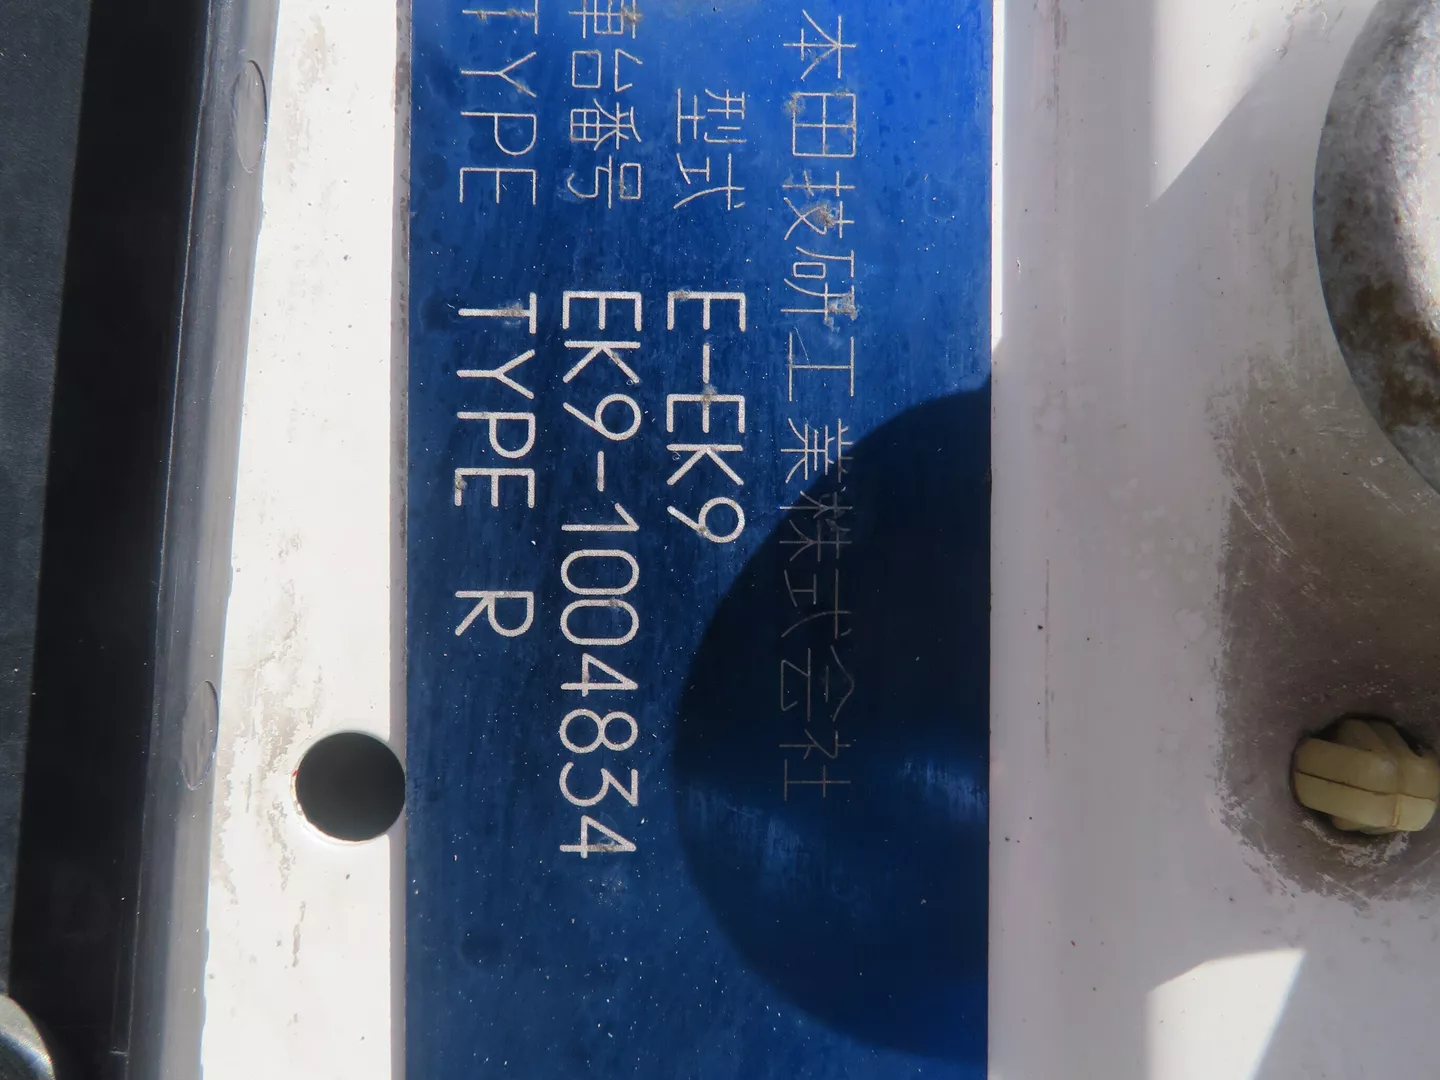 本田技研工業株式会社
型式 E-EK9
車台番号 EK9-1004834
TYPE TYPE R